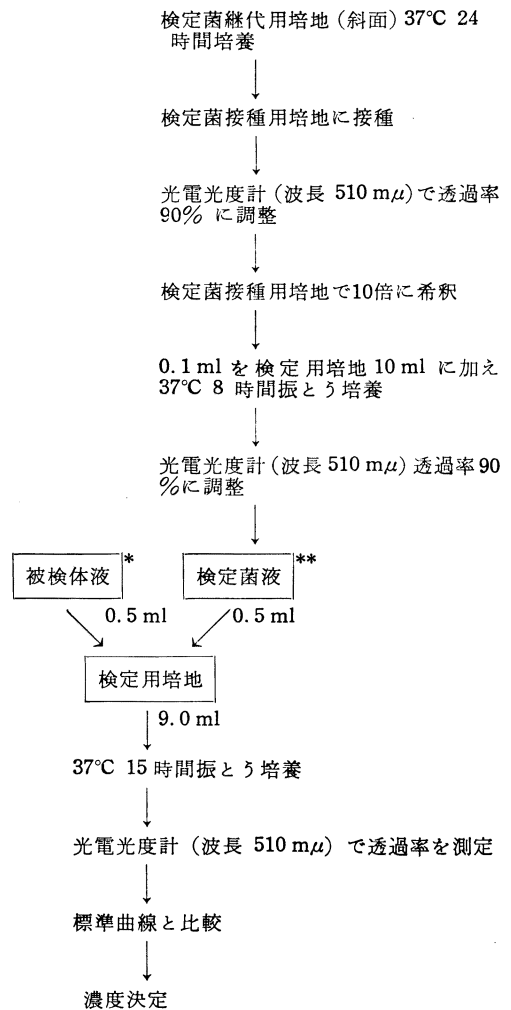 検定菌継代用培地(斜面)37℃ 24
時間培養
検定菌接種用培地に接種
光電光度計(波長 510 mμ)で透過率
90% に調整
検定菌接種用培地で10倍に希釈
0.1 ml を検定用培地 10 ml に加え
37℃ 8 時間振とう培養
光電光度計(波長 510 mμ)透過率90
%に調整
被検体液*
検定菌液**
0.5 ml
0.5 ml
検定用培地
9.0 ml
37℃ 15 時間振とう培養
光電光度計(波長 510 mμ)で透過率を測定
標準曲線と比較
濃度決定